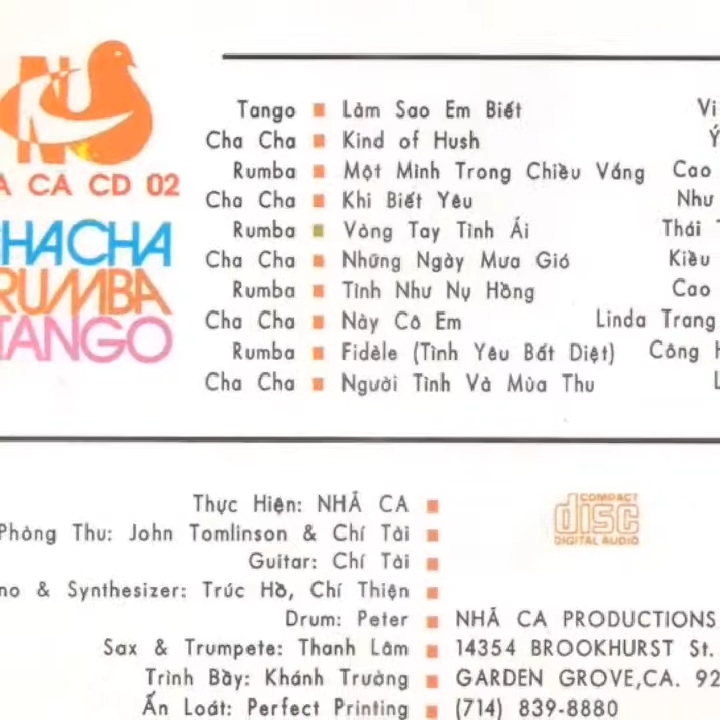 CA CD 02
CHACHA
RUMBA
TANGO
Tango ■ Làm Sao Em Biết Vi
Cha Cha ■ Kind of Hush Ý
Rumba ■ Một Mình Trong Chiều Vắng Cao
Cha Cha ■ Khi Biết Yêu Như
Rumba ■ Vòng Tay Tình Ái Thái T
Cha Cha ■ Những Ngày Mưa Gió Kiều
Rumba ■ Tình Như Nụ Hồng Cao
Cha Cha ■ Này Cô Em Linda Trang
Rumba ■ Fidèle (Tình Yêu Bất Diệt) Công H
Cha Cha ■ Người Tình Và Mùa Thu L
Thực Hiện: NHÃ CA ■
Phòng Thu: John Tomlinson & Chí Tài ■
Guitar: Chí Tài ■
no & Synthesizer: Trúc Hồ, Chí Thiện ■
Drum: Peter ■
Sax & Trumpete: Thanh Lâm ■
Trình Bày: Khánh Trường ■
Ấn Loát: Perfect Printing ■
COMPACT
disc
DIGITAL AUDIO
NHÃ CA PRODUCTIONS
14354 BROOKHURST St.
GARDEN GROVE,CA. 92
(714) 839-8880